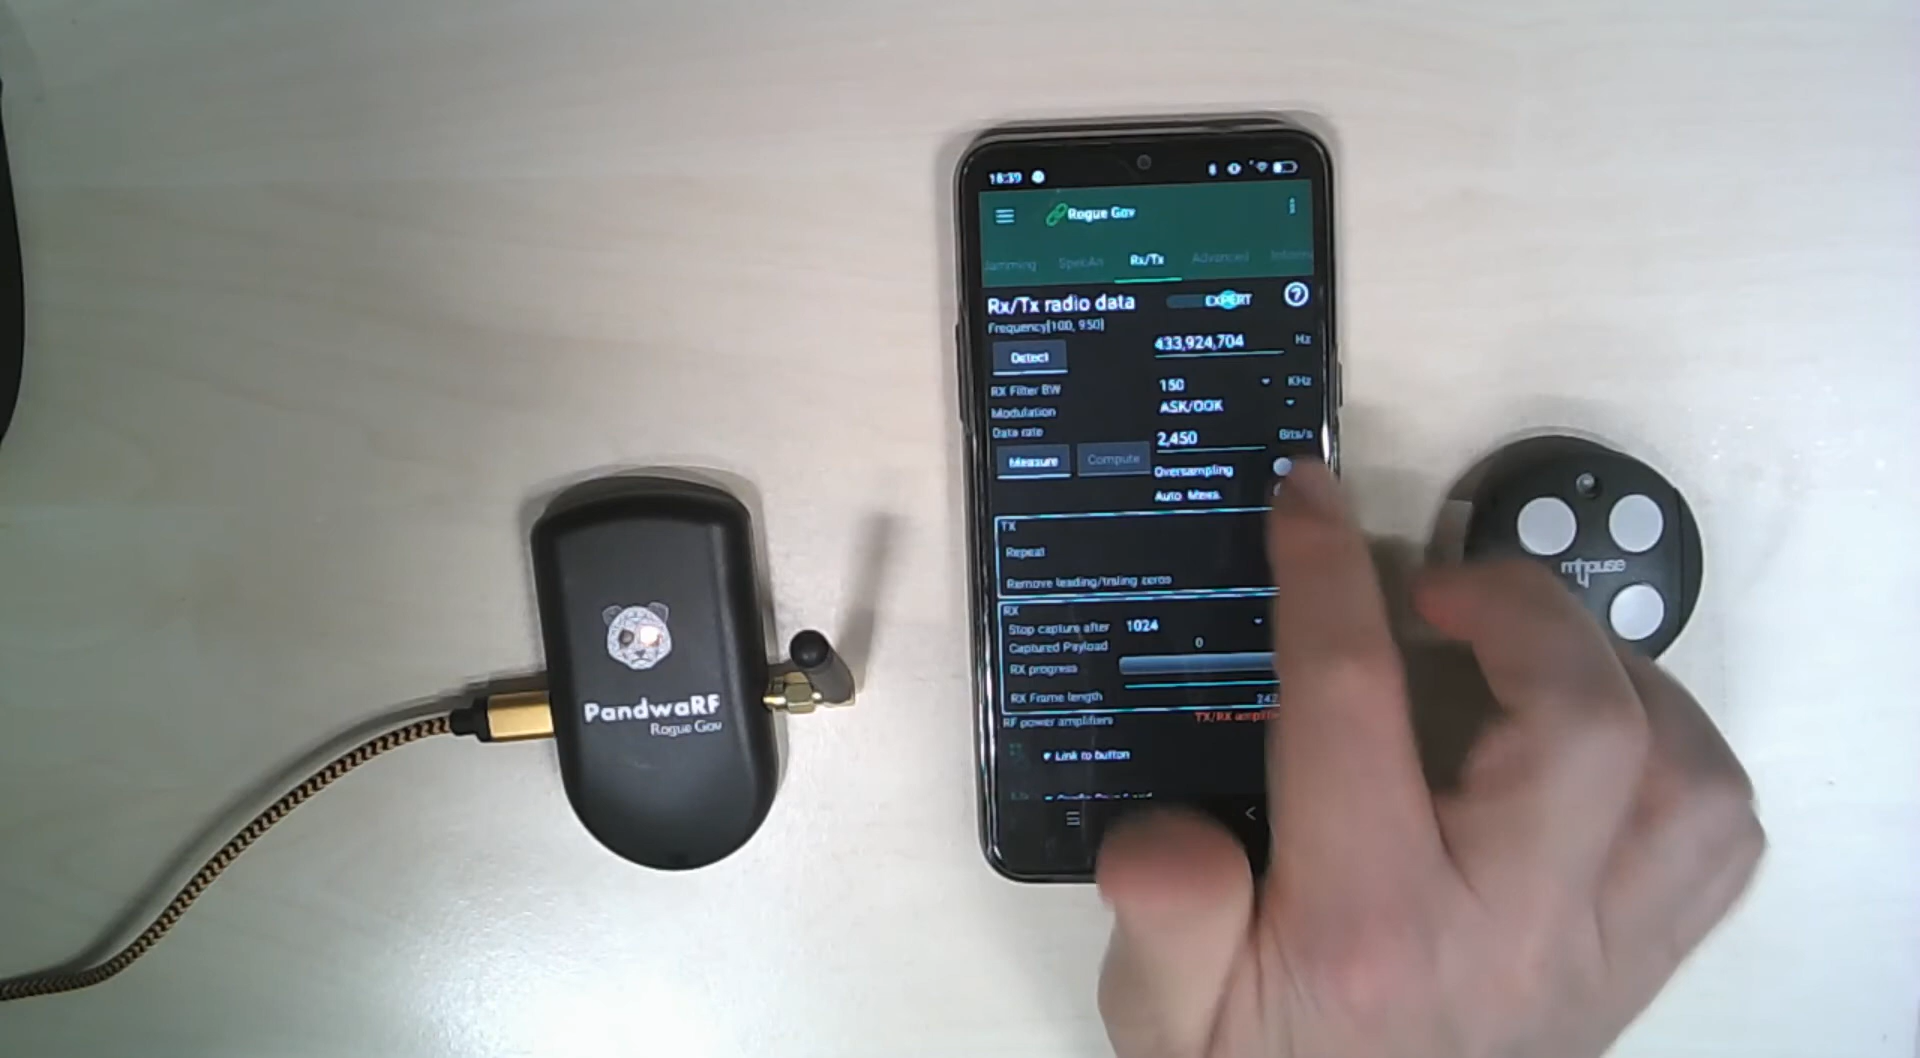 18:39
Rogue Gov
Jamming SpecAn Rx/Tx Advanced
Rx/Tx radio data EXPERT ?
Frequency[100, 950]
433,924,704 Hz
Detect
RX Filter BW 150 KHz
Modulation ASK/OOK
Data rate 2,450 Bits/s
Measure Compute
Oversampling
Auto Meas.
TX
Repeat
Remove leading/traling zeros
RX
Stop capture after 1024
Captured Payload 0
RX progress
RX Frame length
RF power amplifiers TX/RX
Link to button
PandwaRF
Rogue Gov
mhouse